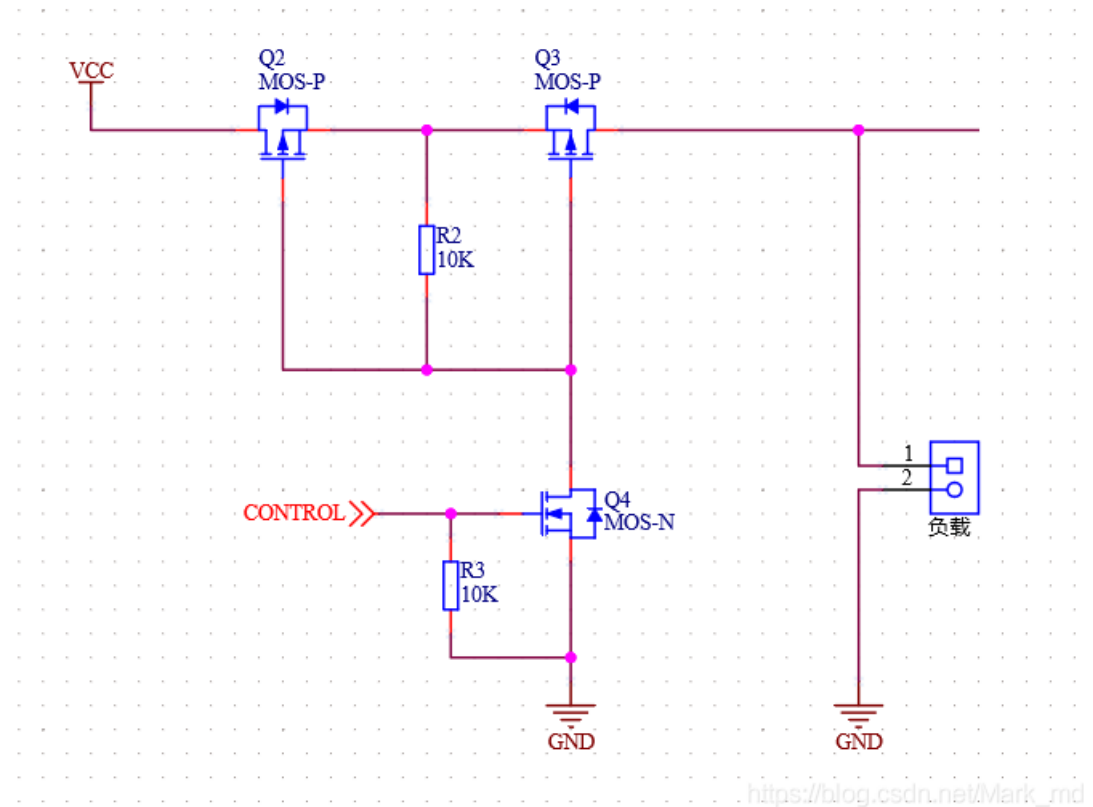 VCC
Q2
MOS-P
Q3
MOS-P
R2
10K
CONTROL
Q4
MOS-N
R3
10K
1
2
负载
GND
GND
https://blog.csdn.net/Mark_md